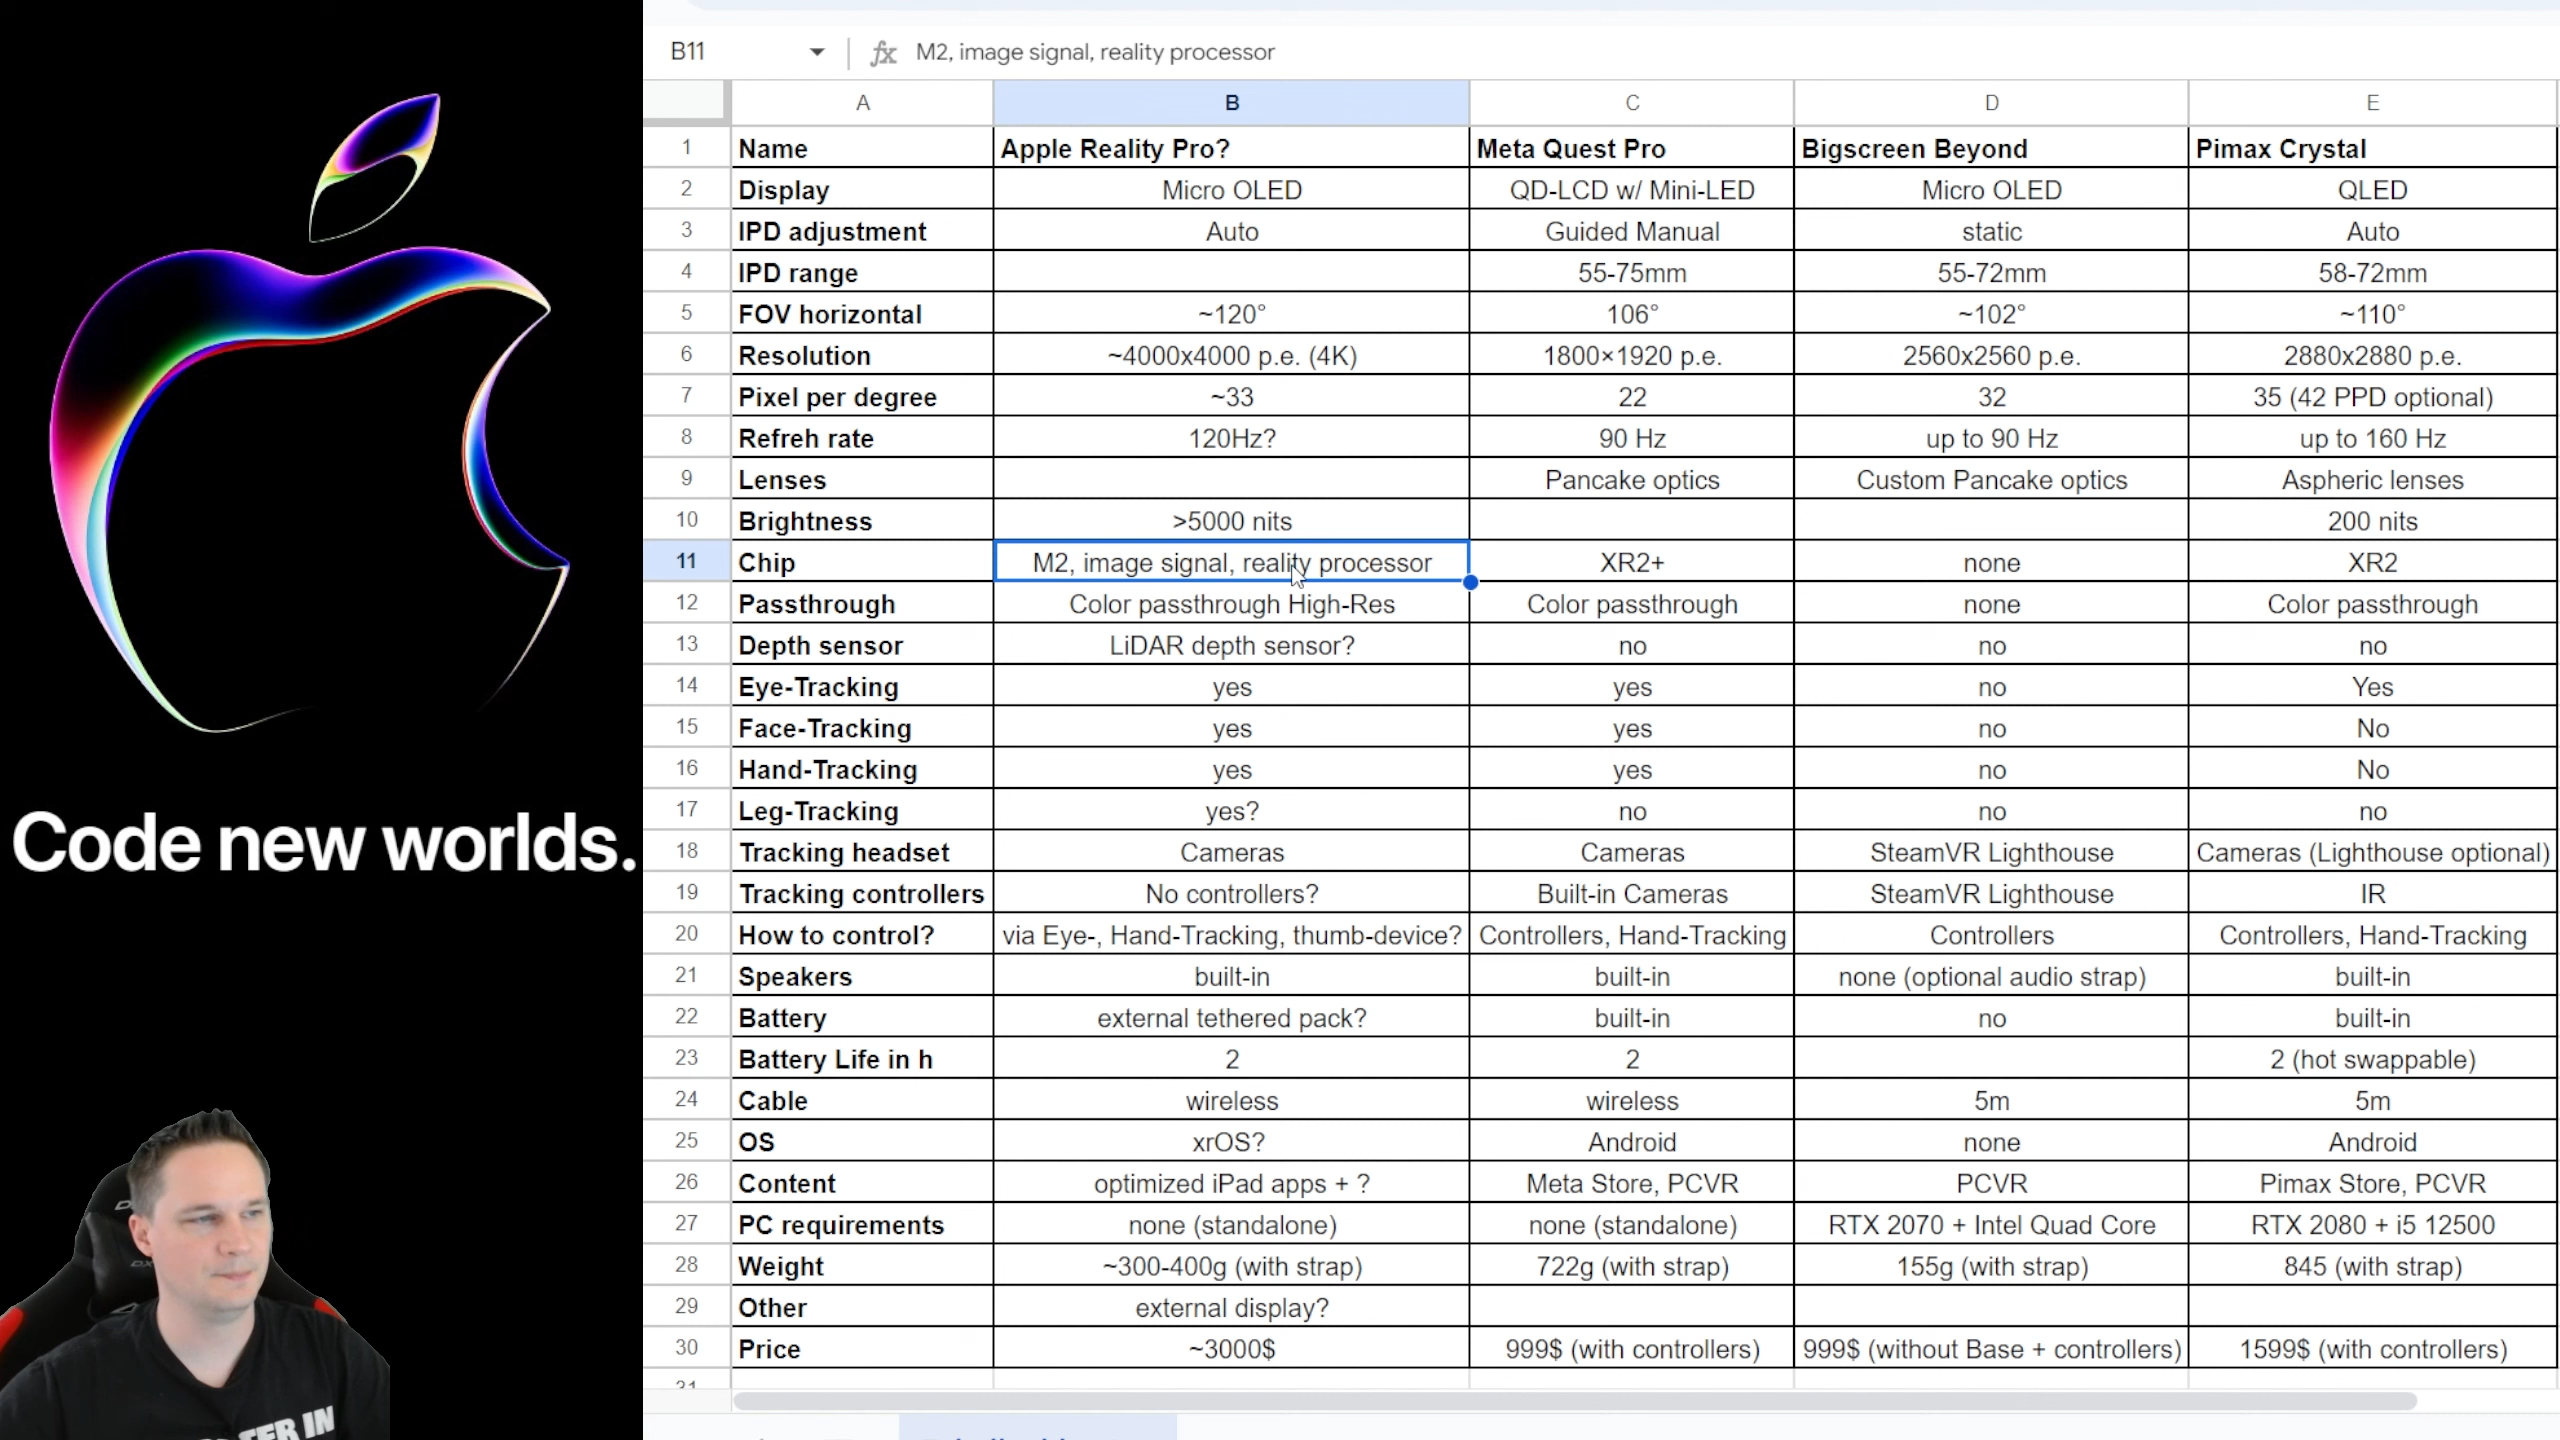 B11 fx M2, image signal, reality processor
A B C D E
1 Name Apple Reality Pro? Meta Quest Pro Bigscreen Beyond Pimax Crystal
2 Display Micro OLED QD-LCD w/ Mini-LED Micro OLED QLED
3 IPD adjustment Auto Guided Manual static Auto
4 IPD range 55-75mm 55-72mm 58-72mm
5 FOV horizontal ~120° 106° ~102° ~110°
6 Resolution ~4000x4000 p.e. (4K) 1800×1920 p.e. 2560x2560 p.e. 2880x2880 p.e.
7 Pixel per degree ~33 22 32 35 (42 PPD optional)
8 Refreh rate 120Hz? 90 Hz up to 90 Hz up to 160 Hz
9 Lenses Pancake optics Custom Pancake optics Aspheric lenses
10 Brightness >5000 nits 200 nits
11 Chip M2, image signal, reality processor XR2+ none XR2
12 Passthrough Color passthrough High-Res Color passthrough none Color passthrough
13 Depth sensor LiDAR depth sensor? no no no
14 Eye-Tracking yes yes no Yes
15 Face-Tracking yes yes no No
16 Hand-Tracking yes yes no No
17 Leg-Tracking yes? no no no
18 Tracking headset Cameras Cameras SteamVR Lighthouse Cameras (Lighthouse optional)
19 Tracking controllers No controllers? Built-in Cameras SteamVR Lighthouse IR
20 How to control? via Eye-, Hand-Tracking, thumb-device? Controllers, Hand-Tracking Controllers Controllers, Hand-Tracking
21 Speakers built-in built-in none (optional audio strap) built-in
22 Battery external tethered pack? built-in no built-in
23 Battery Life in h 2 2 2 (hot swappable)
24 Cable wireless wireless 5m 5m
25 OS xrOS? Android none Android
26 Content optimized iPad apps + ? Meta Store, PCVR PCVR Pimax Store, PCVR
27 PC requirements none (standalone) none (standalone) RTX 2070 + Intel Quad Core RTX 2080 + i5 12500
28 Weight ~300-400g (with strap) 722g (with strap) 155g (with strap) 845 (with strap)
29 Other external display?
30 Price ~3000$ 999$ (with controllers) 999$ (without Base + controllers) 1599$ (with controllers)
31
Code new worlds.
IN